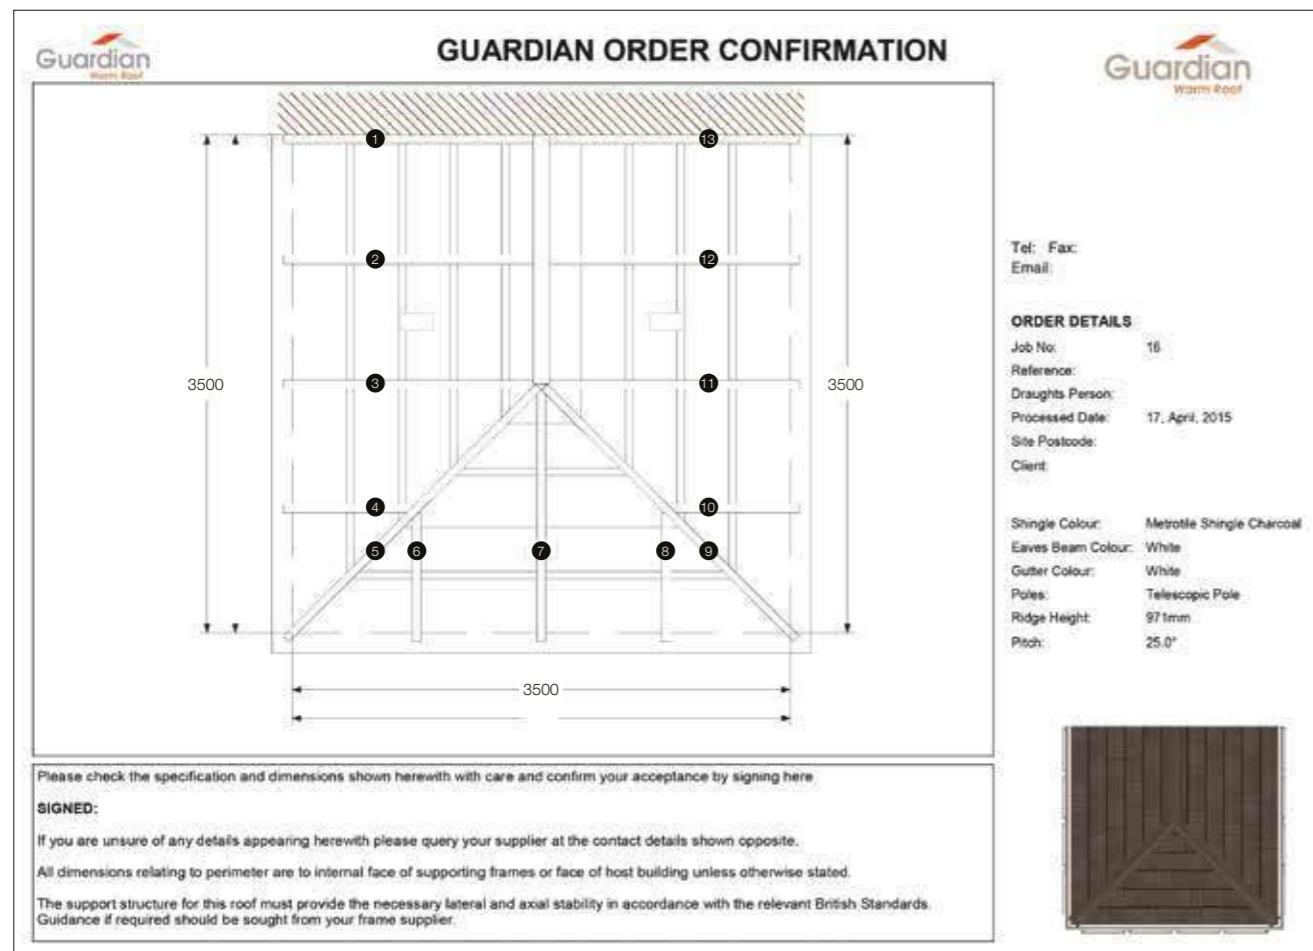 Guardian
Warm Roof
GUARDIAN ORDER CONFIRMATION
Guardian
Warm Roof
1
13
2
12
3500
3
11
3500
4
10
5
6
7
8
9
3500
Tel: Fax:
Email:
ORDER DETAILS
Job No: 16
Reference:
Draughts Person:
Processed Date: 17, April, 2015
Site Postcode:
Client:
Shingle Colour: Metrotile Shingle Charcoal
Eaves Beam Colour: White
Gutter Colour: White
Poles: Telescopic Pole
Ridge Height: 971mm
Pitch: 25.0°
Please check the specification and dimensions shown herewith with care and confirm your acceptance by signing here
SIGNED:
If you are unsure of any details appearing herewith please query your supplier at the contact details shown opposite.
All dimensions relating to perimeter are to internal face of supporting frames or face of host building unless otherwise stated.
The support structure for this roof must provide the necessary lateral and axial stability in accordance with the relevant British Standards.
Guidance if required should be sought from your frame supplier.